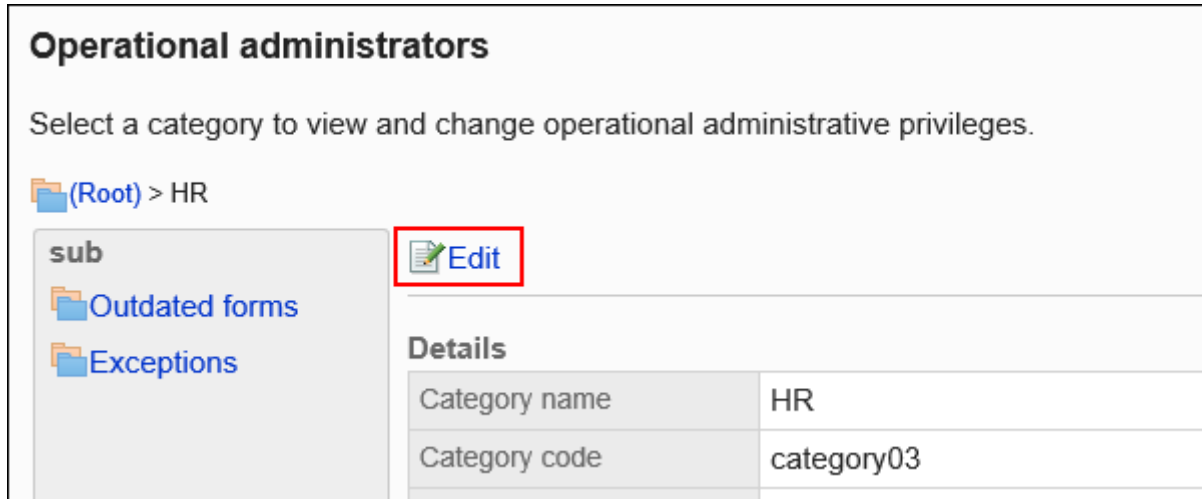 Operational administrators
Select a category to view and change operational administrative privileges.
(Root) > HR
sub
Outdated forms
Exceptions
Edit
Details
Category name HR
Category code category03